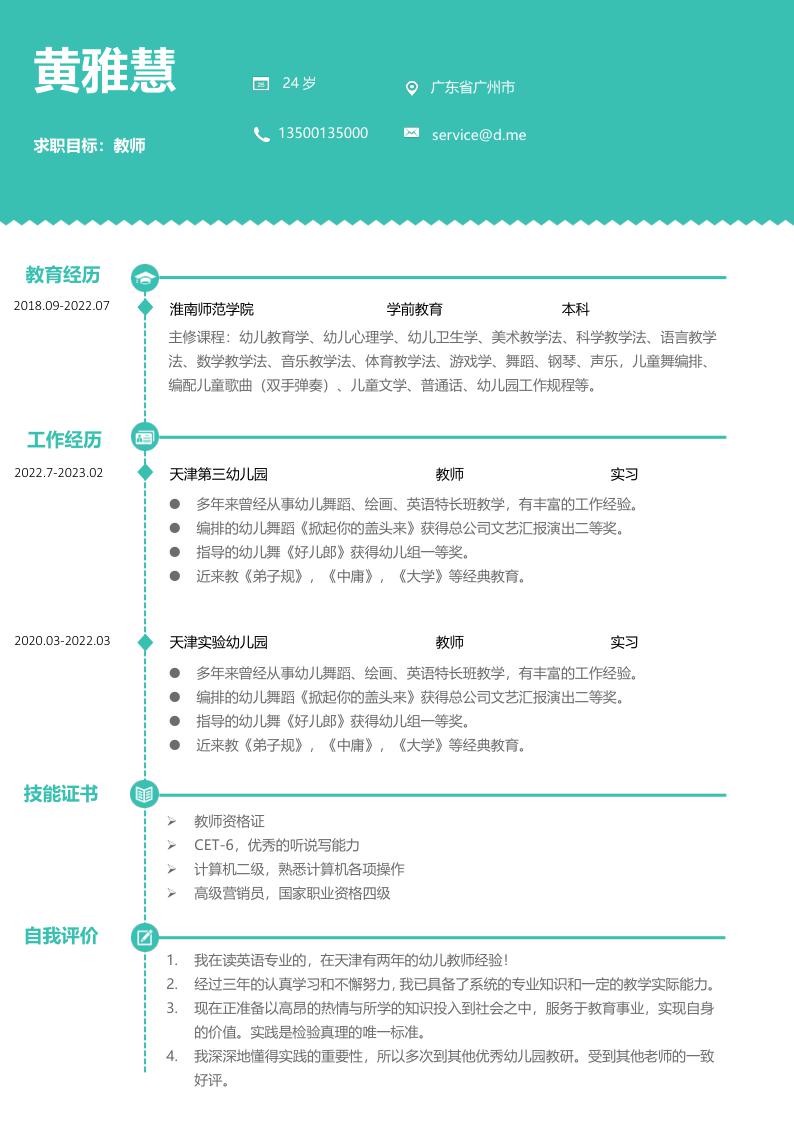 黄雅慧
求职目标：教师
24 岁
广东省广州市
13500135000
service@d.me
教育经历
2018.09-2022.07 淮南师范学院 学前教育 本科
主修课程：幼儿教育学、幼儿心理学、幼儿卫生学、美术教学法、科学教学法、语言教学
法、数学教学法、音乐教学法、体育教学法、游戏学、舞蹈、钢琴、声乐，儿童舞编排、
编配儿童歌曲（双手弹奏）、儿童文学、普通话、幼儿园工作规程等。
工作经历
2022.7-2023.02 天津第三幼儿园 教师 实习
● 多年来曾经从事幼儿舞蹈、绘画、英语特长班教学，有丰富的工作经验。
● 编排的幼儿舞蹈《掀起你的盖头来》获得总公司文艺汇报演出二等奖。
● 指导的幼儿舞《好儿郎》获得幼儿组一等奖。
● 近来教《弟子规》，《中庸》，《大学》等经典教育。
2020.03-2022.03 天津实验幼儿园 教师 实习
● 多年来曾经从事幼儿舞蹈、绘画、英语特长班教学，有丰富的工作经验。
● 编排的幼儿舞蹈《掀起你的盖头来》获得总公司文艺汇报演出二等奖。
● 指导的幼儿舞《好儿郎》获得幼儿组一等奖。
● 近来教《弟子规》，《中庸》，《大学》等经典教育。
技能证书
➢ 教师资格证
➢ CET-6，优秀的听说写能力
➢ 计算机二级，熟悉计算机各项操作
➢ 高级营销员，国家职业资格四级
自我评价
1. 我在读英语专业的，在天津有两年的幼儿教师经验！
2. 经过三年的认真学习和不懈努力，我已具备了系统的专业知识和一定的教学实际能力。
3. 现在正准备以高昂的热情与所学的知识投入到社会之中，服务于教育事业，实现自身
的价值。实践是检验真理的唯一标准。
4. 我深深地懂得实践的重要性，所以多次到其他优秀幼儿园教研。受到其他老师的一致
好评。